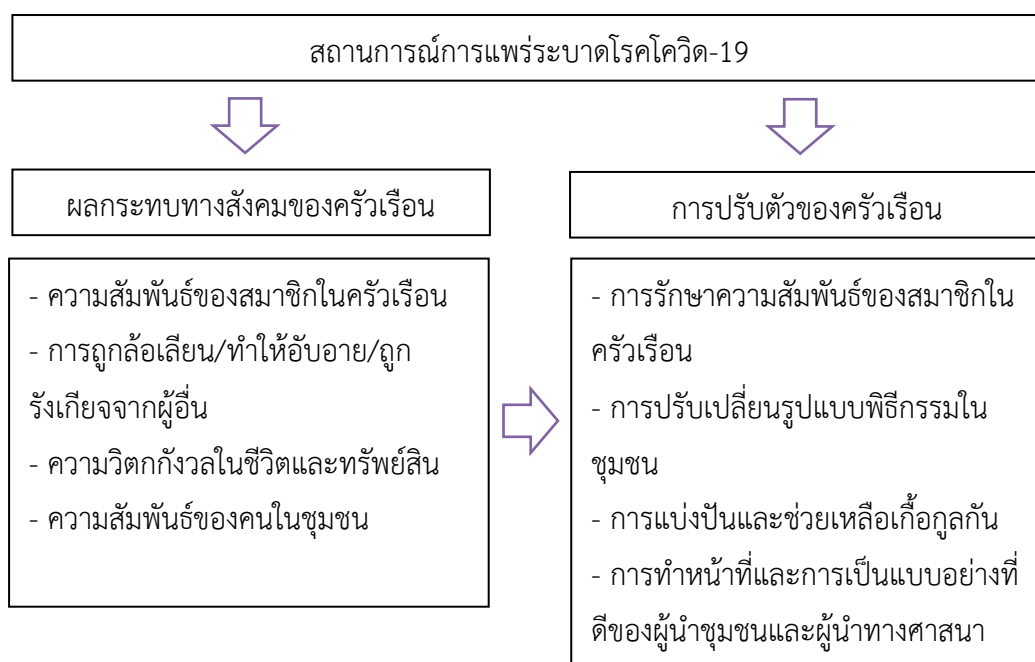 สถานการณ์การแพร่ระบาดโรคโควิด-19
ผลกระทบทางสังคมของครัวเรือน
- ความสัมพันธ์ของสมาชิกในครัวเรือน
- การถูกล้อเลียน/ทำให้อับอาย/ถูก
รังเกียจจากผู้อื่น
- ความวิตกกังวลในชีวิตและทรัพย์สิน
- ความสัมพันธ์ของคนในชุมชน
การปรับตัวของครัวเรือน
- การรักษาความสัมพันธ์ของสมาชิกใน
ครัวเรือน
- การปรับเปลี่ยนรูปแบบพิธีกรรมใน
ชุมชน
- การแบ่งปันและช่วยเหลือเกื้อกูลกัน
- การทำหน้าที่และการเป็นแบบอย่างที่
ดีของผู้นำชุมชนและผู้นำทางศาสนา